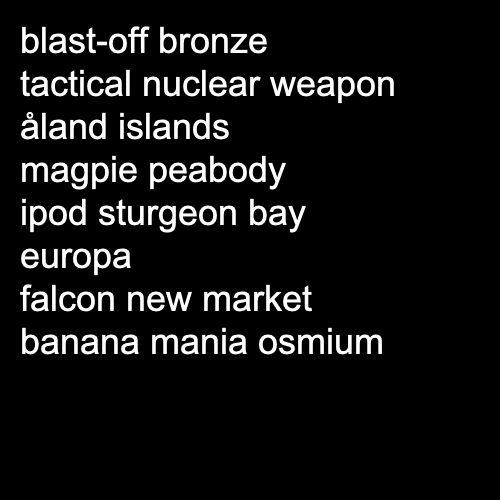 blast-off bronze
tactical nuclear weapon
åland islands
magpie peabody
ipod sturgeon bay
europa
falcon new market
banana mania osmium